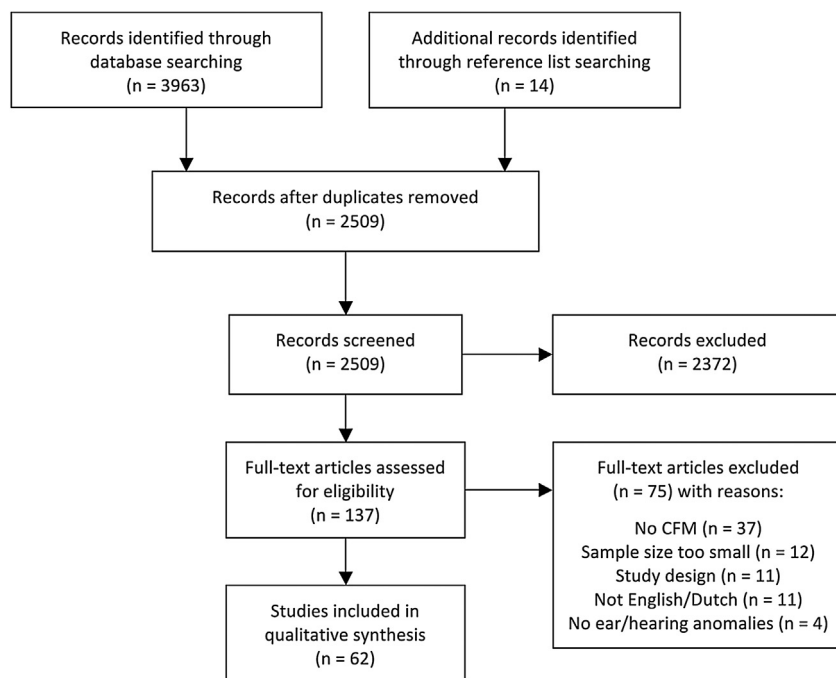 Records identified through
database searching
(n = 3963)
Additional records identified
through reference list searching
(n = 14)
Records after duplicates removed
(n = 2509)
Records screened
(n = 2509)
Records excluded
(n = 2372)
Full-text articles assessed
for eligibility
(n = 137)
Full-text articles excluded
(n = 75) with reasons:
No CFM (n = 37)
Sample size too small (n = 12)
Study design (n = 11)
Not English/Dutch (n = 11)
No ear/hearing anomalies (n = 4)
Studies included in
qualitative synthesis
(n = 62)